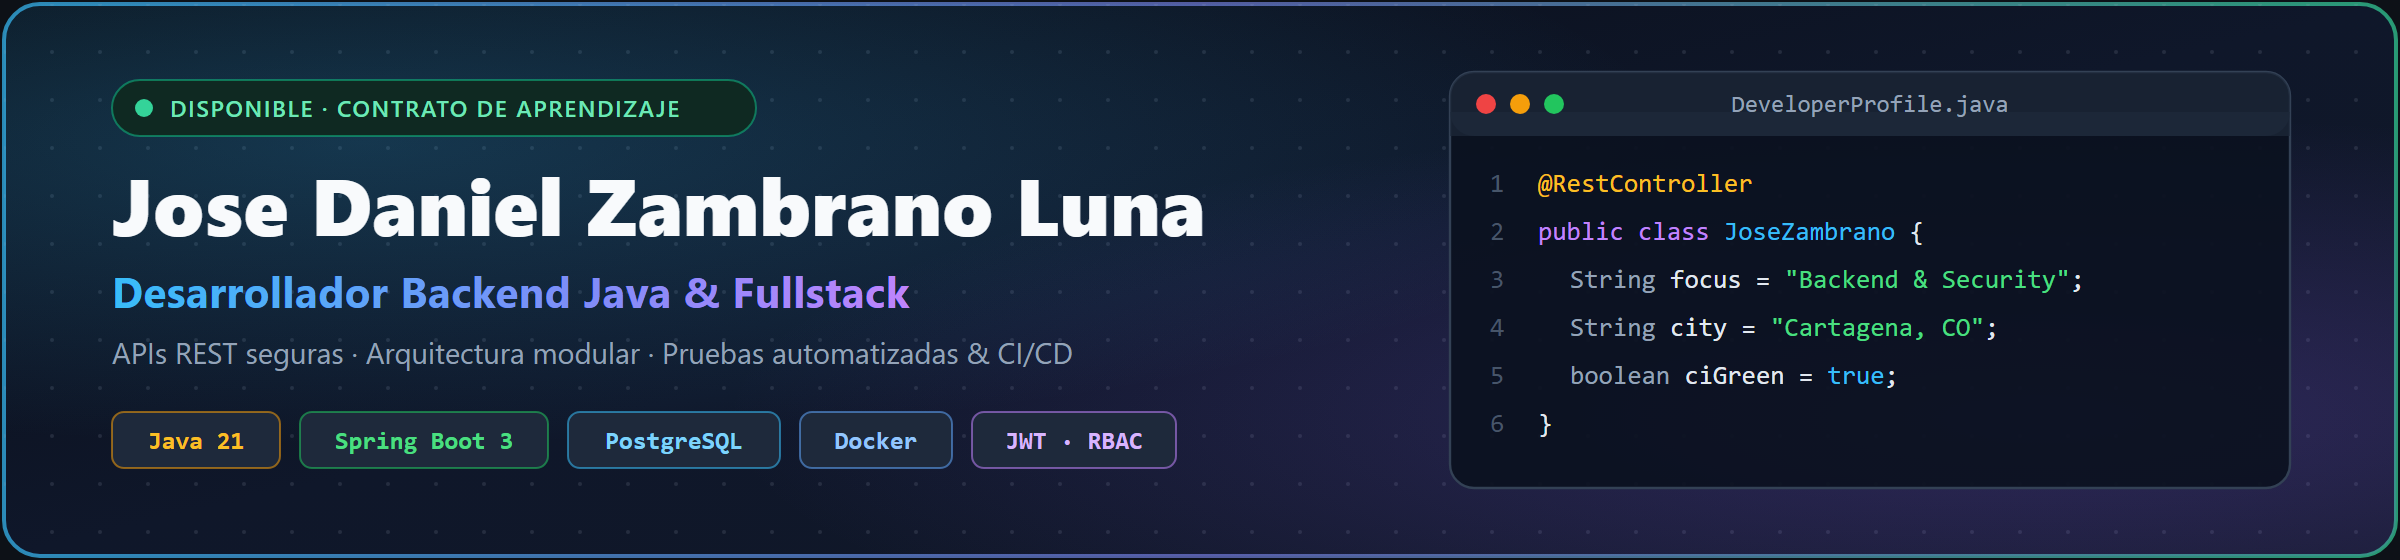 DISPONIBLE · CONTRATO DE APRENDIZAJE
Jose Daniel Zambrano Luna
Desarrollador Backend Java & Fullstack
APIs REST seguras · Arquitectura modular · Pruebas automatizadas & CI/CD
Java 21
Spring Boot 3
PostgreSQL
Docker
JWT · RBAC
DeveloperProfile.java
1 @RestController
2 public class JoseZambrano {
3 String focus = "Backend & Security";
4 String city = "Cartagena, CO";
5 boolean ciGreen = true;
6 }